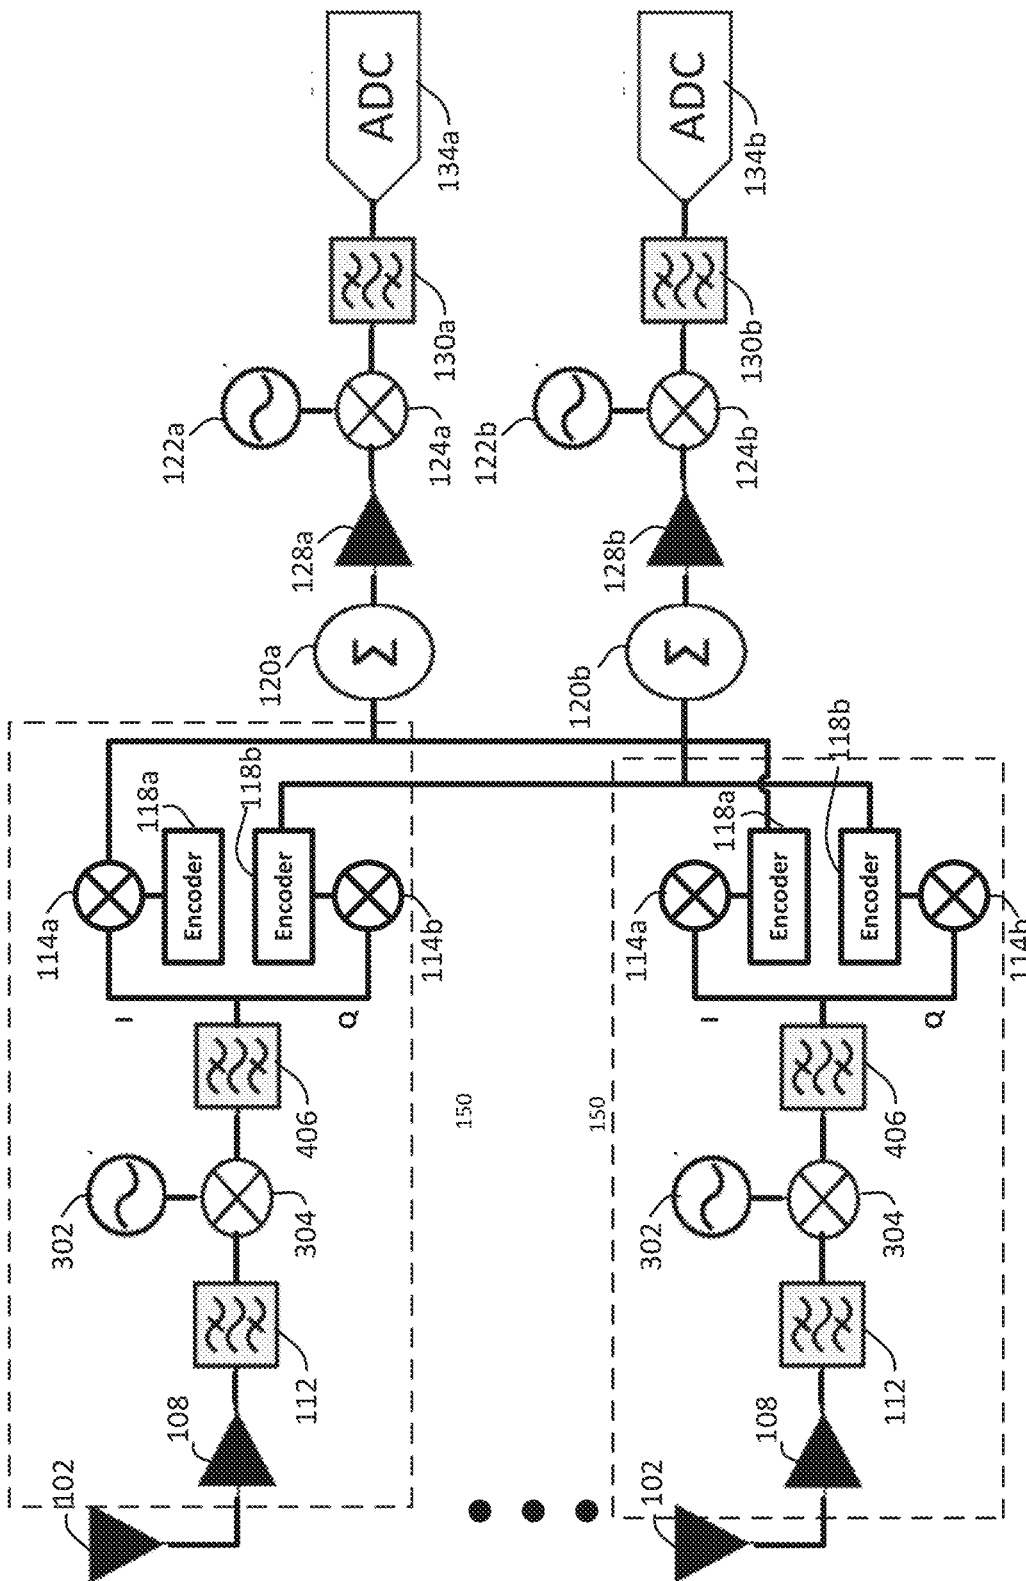 102
108
112
302
304
406
I
Q
114a
Encoder
118a
Encoder
118b
114b
120a
Σ
128a
122a
124a
130a
ADC
134a
150
150
102
108
112
302
304
406
I
Q
114a
Encoder
118a
Encoder
118b
114b
120b
Σ
128b
122b
124b
130b
ADC
134b